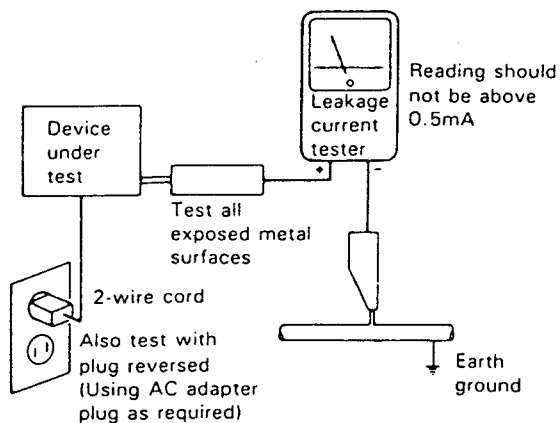 Reading should
not be above
0.5mA
Leakage
current
tester
+ -
Device
under
test
Test all
exposed metal
surfaces
2-wire cord
Also test with
plug reversed
(Using AC adapter
plug as required)
Earth
ground